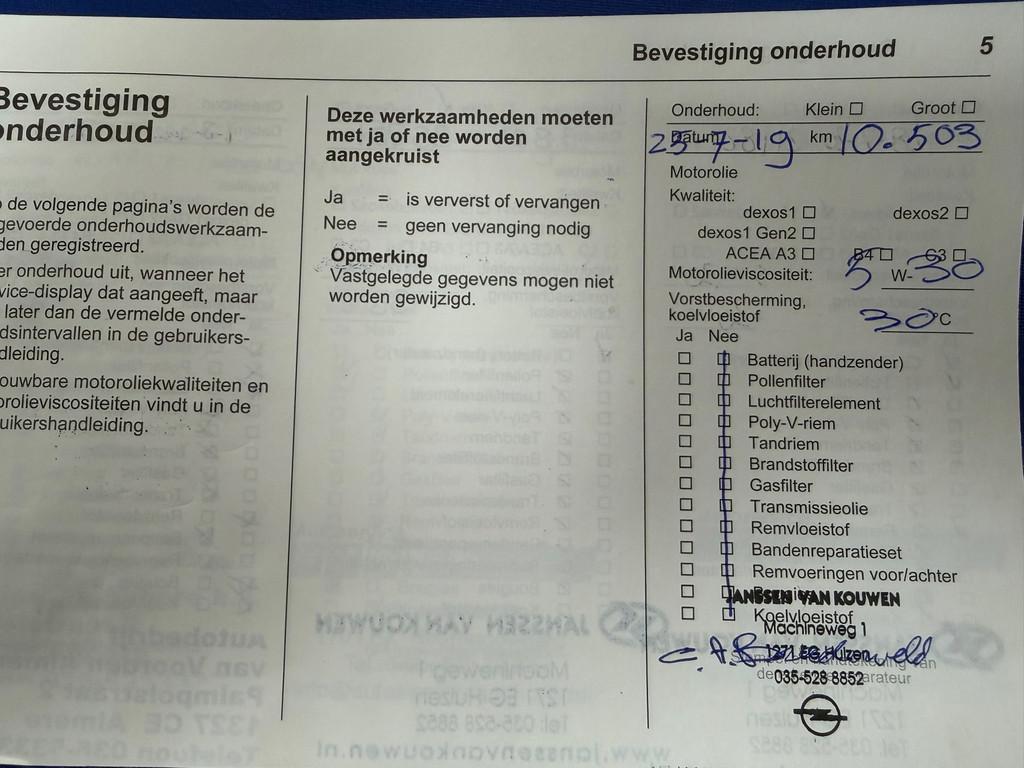 Bevestiging onderhoud 5
Bevestiging
onderhoud
de volgende pagina's worden de
gevoerde onderhoudswerkzaam-
den geregistreerd.
er onderhoud uit, wanneer het
vice-display dat aangeeft, maar
later dan de vermelde onder-
dsintervallen in de gebruikers-
dleiding.
ouwbare motoroliekwaliteiten en
orolieviscositeiten vindt u in de
uikershandleiding.
Deze werkzaamheden moeten
met ja of nee worden
aangekruist
Ja = is ververst of vervangen
Nee = geen vervanging nodig
Opmerking
Vastgelegde gegevens mogen niet
worden gewijzigd.
Onderhoud: Klein ☐ Groot ☐
Datum 23-7-19 km 10.503
Motorolie
Kwaliteit:
dexos1 ☐ dexos2 ☐
dexos1 Gen2 ☐
ACEA A3 ☐ B4 ☐ C3 ☐
Motorolieviscositeit: 5 W- 30
Vorstbescherming,
koelvloeistof 30 °C
Ja Nee
☐ ☐ Batterij (handzender)
☐ ☐ Pollenfilter
☐ ☐ Luchtfilterelement
☐ ☐ Poly-V-riem
☐ ☐ Tandriem
☐ ☐ Brandstoffilter
☐ ☐ Gasfilter
☐ ☐ Transmissieolie
☐ ☐ Remvloeistof
☐ ☐ Bandenreparatieset
☐ ☐ Remvoeringen voor/achter
JANSSEN VAN KOUWEN
☐ ☐ Koelvloeistof
Machineweg 1
1271 EG Huizen
035-528 8852